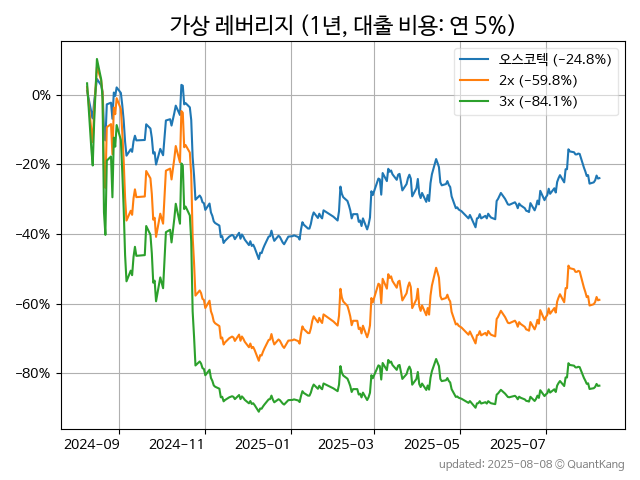 가상 레버리지 (1년, 대출 비용: 연 5%)
오스코텍 (−24.8%)
2x (−59.8%)
3x (−84.1%)
0%
−20%
−40%
−60%
−80%
2024-09 2024-11 2025-01 2025-03 2025-05 2025-07
updated: 2025-08-08 © QuantKang